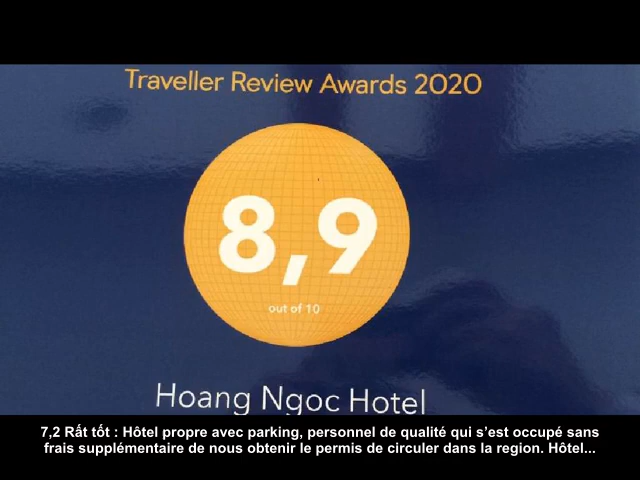 Traveller Review Awards 2020
8,9
out of 10
Hoang Ngoc Hotel
7,2 Rất tốt : Hôtel propre avec parking, personnel de qualité qui s’est occupé sans
frais supplémentaire de nous obtenir le permis de circuler dans la region. Hôtel...